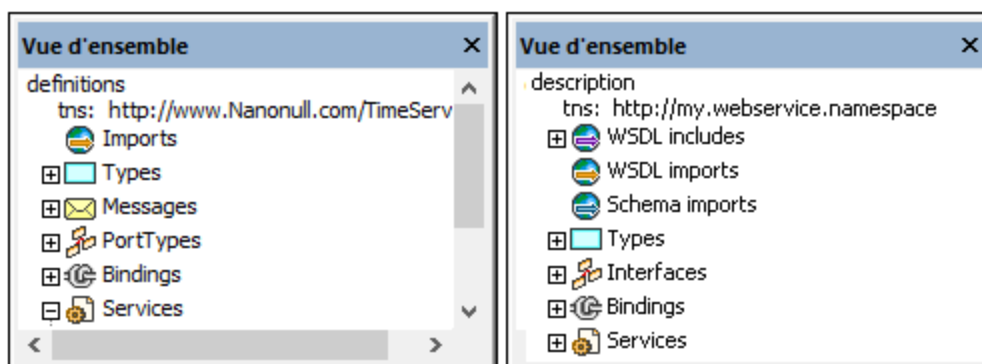 Vue d'ensemble
definitions
tns: http://www.Nanonull.com/TimeServ
Imports
Types
Messages
PortTypes
Bindings
Services
Vue d'ensemble
description
tns: http://my.webservice.namespace
WSDL includes
WSDL imports
Schema imports
Types
Interfaces
Bindings
Services